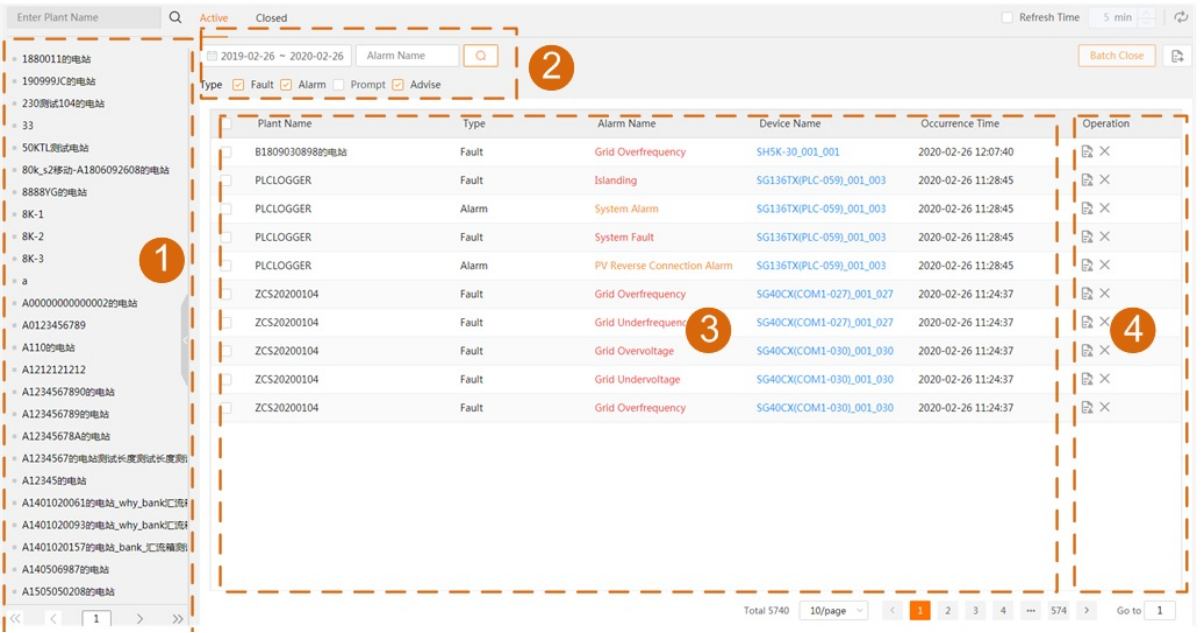 Enter Plant Name
Active Closed
Refresh Time 5 min
1880011的电站
190999JC的电站
230测试104的电站
33
50KTL测试电站
80k_s2移动-A1806092608的电站
8888YG的电站
8K-1
8K-2
8K-3
a
A00000000000002的电站
A0123456789
A110的电站
A1212121212
A1234567890的电站
A123456789的电站
A12345678A的电站
A1234567的电站测试长度测试长度测
A12345的电站
A1401020061的电站_why_bank汇流
A1401020093的电站_why_bank汇流
A1401020157的电站_bank_汇流箱测
A140506987的电站
A1505050208的电站
1
1
2019-02-26 ~ 2020-02-26 Alarm Name
2
Batch Close
Type Fault Alarm Prompt Advise
Plant Name Type Alarm Name Device Name Occurrence Time Operation
B1809030898的电站 Fault Grid Overfrequency SH5K-30_001_001 2020-02-26 12:07:40
PLCLOGGER Fault Islanding SG136TX(PLC-059)_001_003 2020-02-26 11:28:45
PLCLOGGER Alarm System Alarm SG136TX(PLC-059)_001_003 2020-02-26 11:28:45
PLCLOGGER Fault System Fault SG136TX(PLC-059)_001_003 2020-02-26 11:28:45
PLCLOGGER Alarm PV Reverse Connection Alarm SG136TX(PLC-059)_001_003 2020-02-26 11:28:45
ZCS20200104 Fault Grid Overfrequency SG40CX(COM1-027)_001_027 2020-02-26 11:24:37
ZCS20200104 Fault Grid Underfrequenc SG40CX(COM1-027)_001_027 2020-02-26 11:24:37
3
4
ZCS20200104 Fault Grid Overvoltage SG40CX(COM1-030)_001_030 2020-02-26 11:24:37
ZCS20200104 Fault Grid Undervoltage SG40CX(COM1-030)_001_030 2020-02-26 11:24:37
ZCS20200104 Fault Grid Overfrequency SG40CX(COM1-030)_001_030 2020-02-26 11:24:37
Total 5740 10/page < 1 2 3 4 ••• 574 > Go to 1